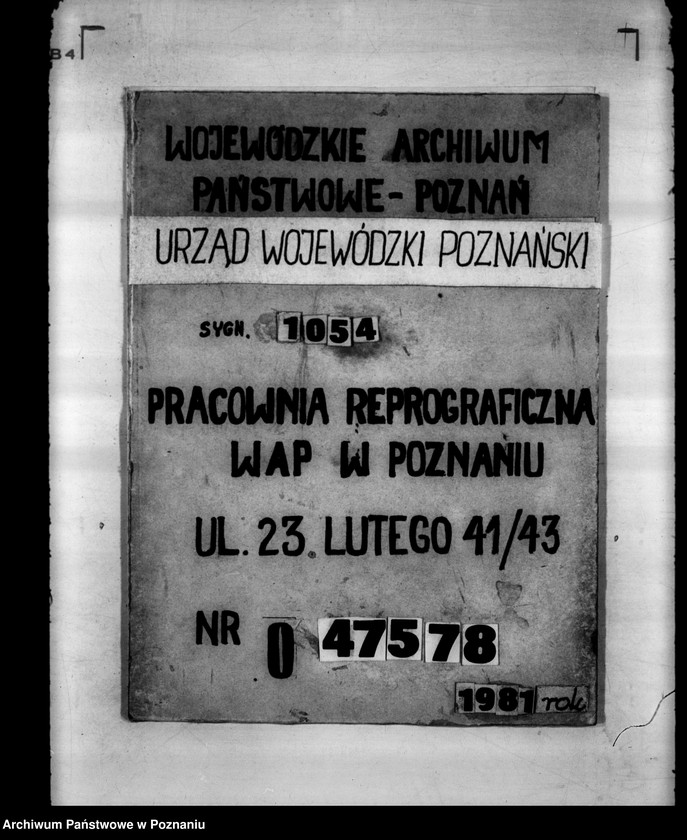 B4
WOJEWÓDZKIE ARCHIWUM
PAŃSTWOWE - POZNAŃ
URZĄD WOJEWÓDZKI POZNAŃSKI
SYGN. 1054
PRACOWNIA REPROGRAFICZNA
WAP W POZNANIU
UL. 23 LUTEGO 41/43
NR 0 47578
1981 rok
Archiwum Państwowe w Poznaniu